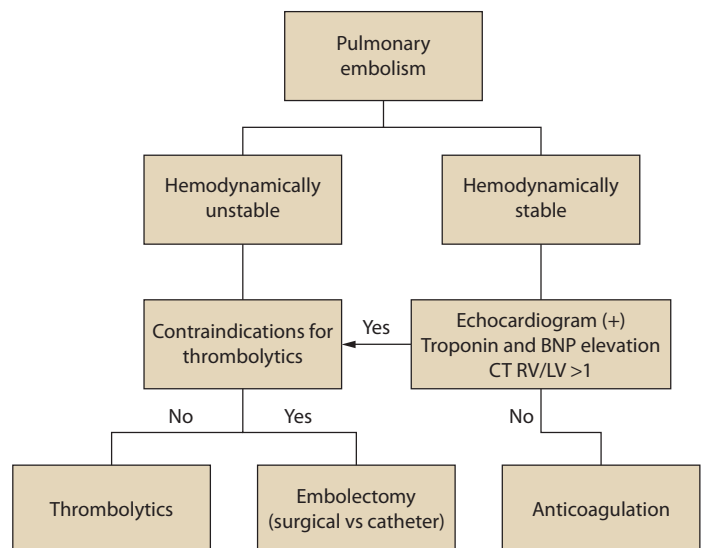 Pulmonary
embolism
Hemodynamically
unstable
Hemodynamically
stable
Contraindications for
thrombolytics
Yes
Echocardiogram (+)
Troponin and BNP elevation
CT RV/LV >1
No
Yes
No
Thrombolytics
Embolectomy
(surgical vs catheter)
Anticoagulation